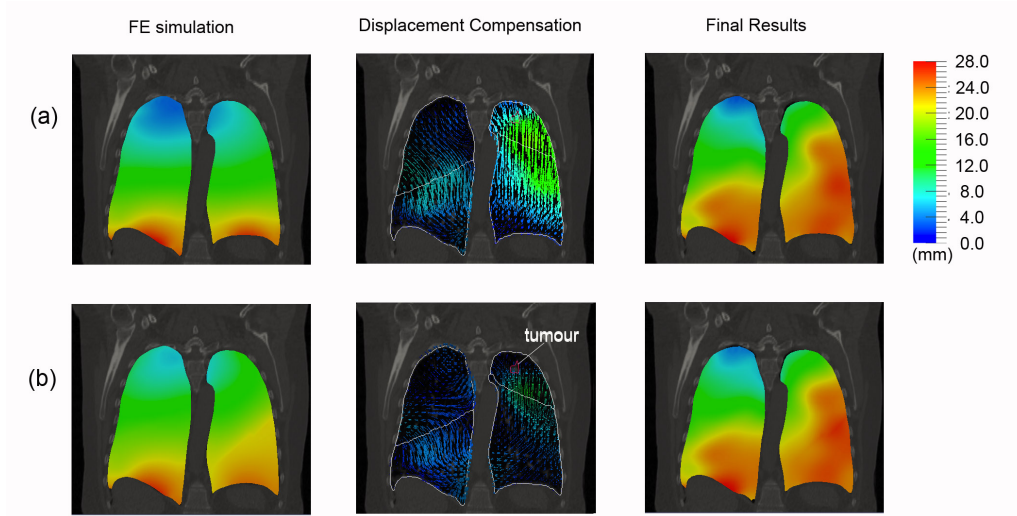 FE simulation
Displacement Compensation
Final Results
(a)
28.0
24.0
20.0
16.0
12.0
8.0
4.0
0.0
(mm)
(b)
tumour